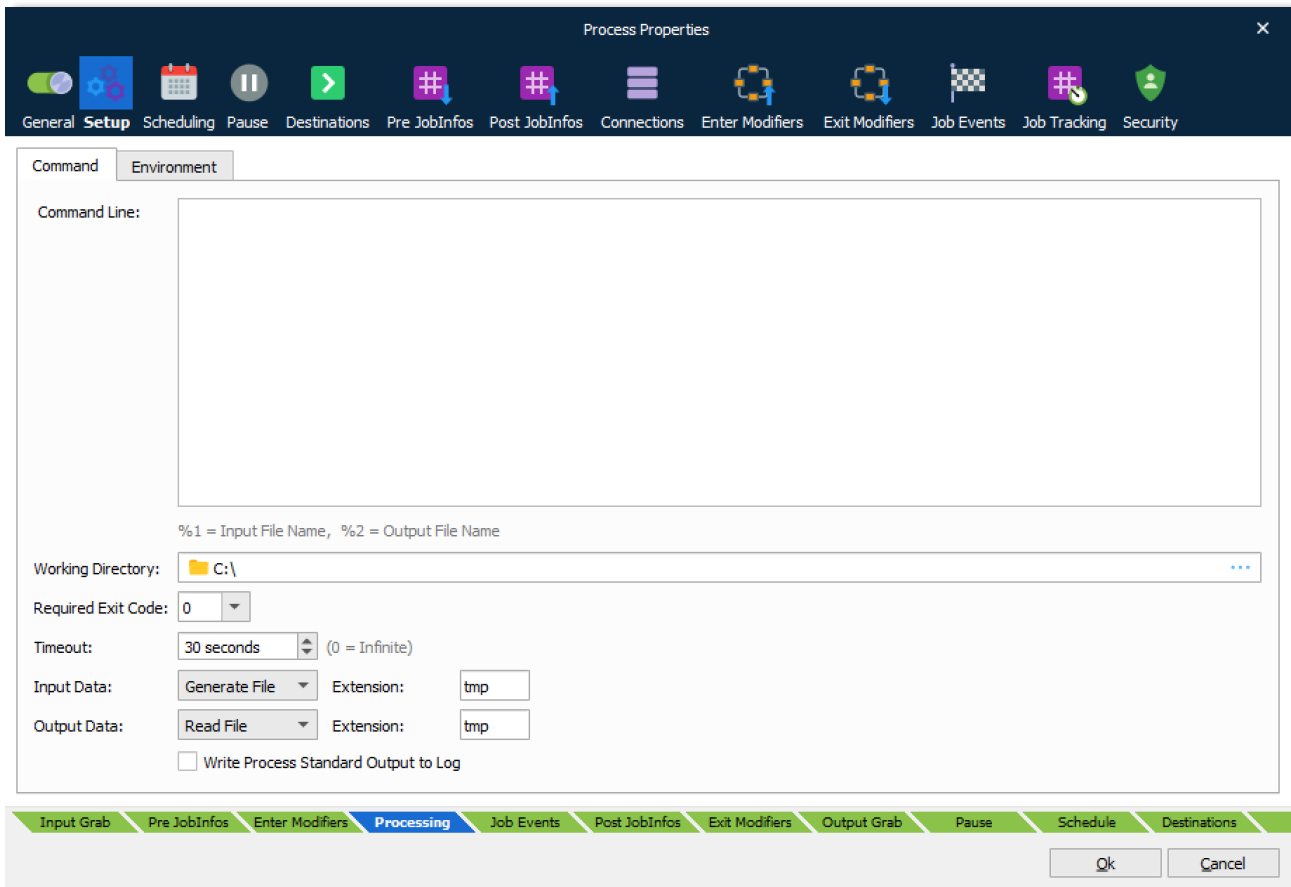 Process Properties
General Setup Scheduling Pause Destinations Pre JobInfos Post JobInfos Connections Enter Modifiers Exit Modifiers Job Events Job Tracking Security
Command Environment
Command Line:
%1 = Input File Name, %2 = Output File Name
Working Directory: C:\
Required Exit Code: 0
Timeout: 30 seconds (0 = Infinite)
Input Data: Generate File Extension: tmp
Output Data: Read File Extension: tmp
Write Process Standard Output to Log
Input Grab Pre JobInfos Enter Modifiers Processing Job Events Post JobInfos Exit Modifiers Output Grab Pause Schedule Destinations
Ok Cancel